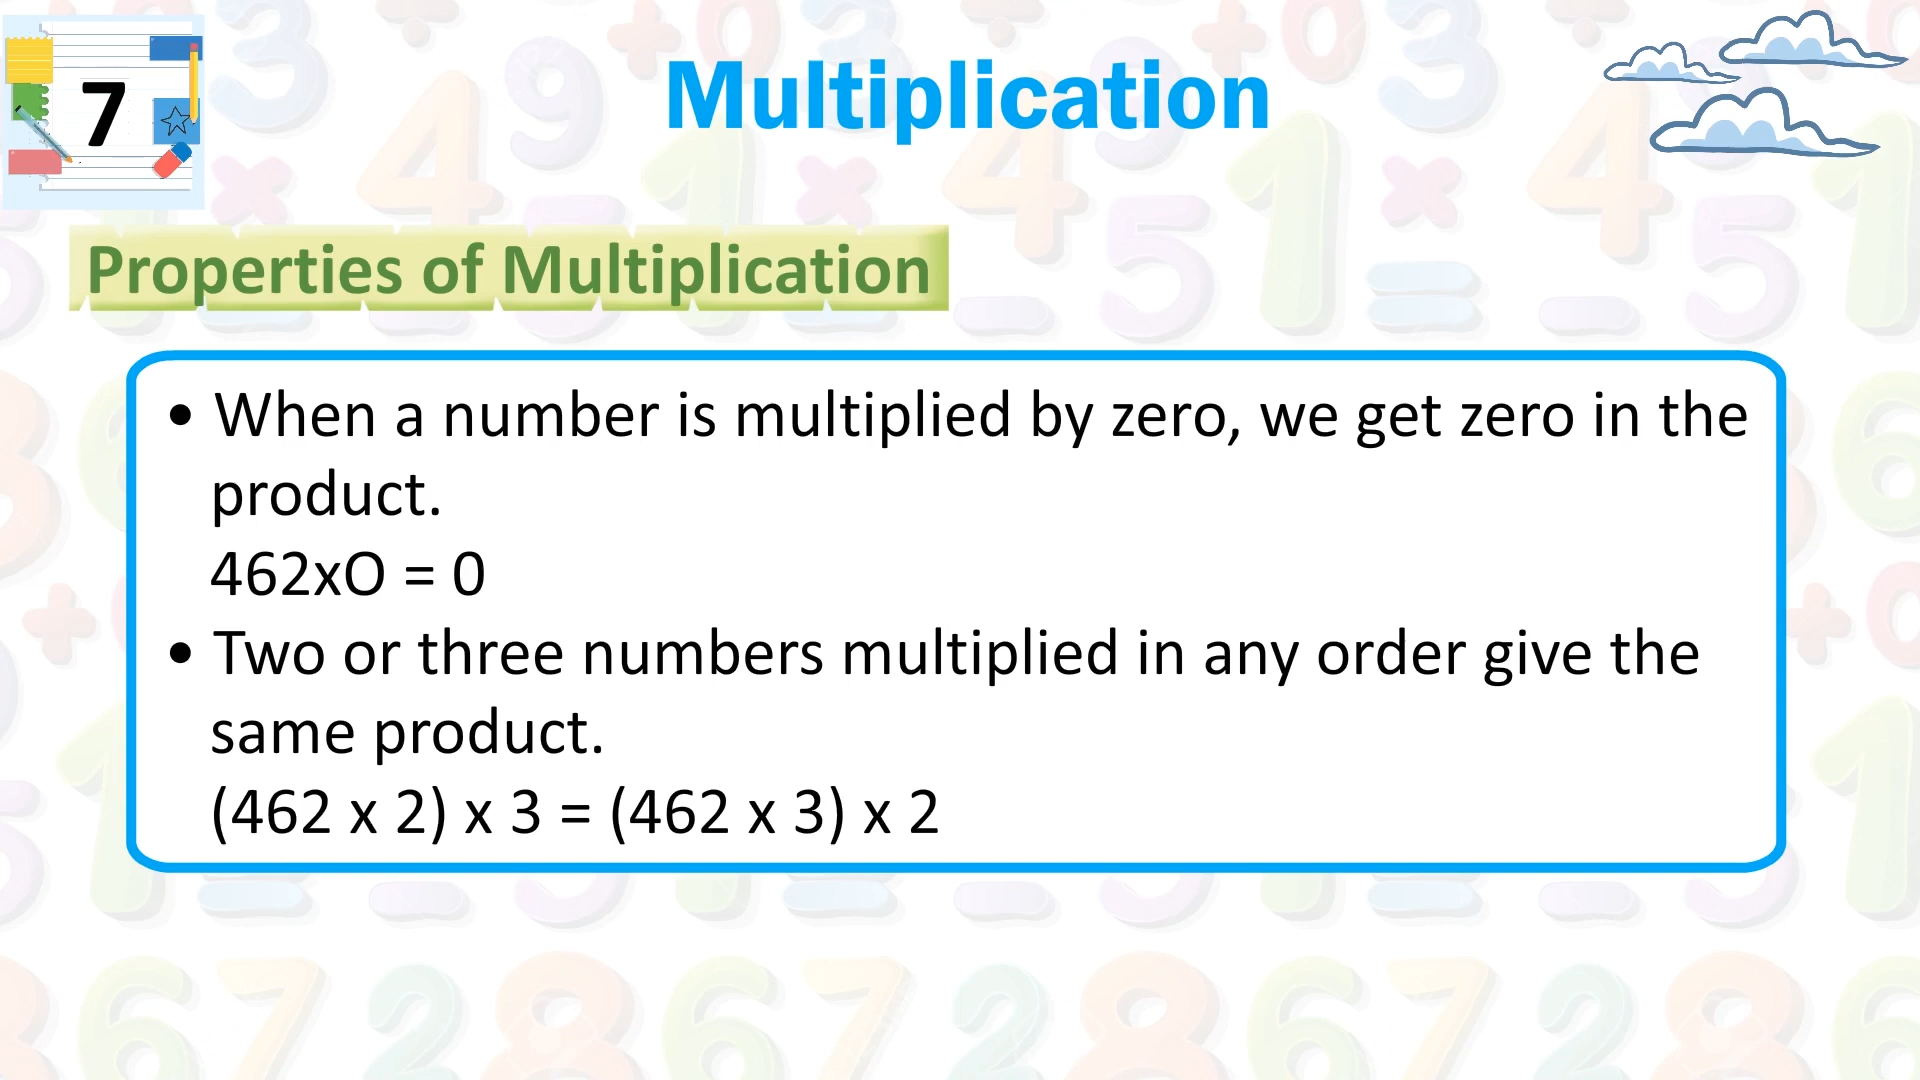 7
Multiplication
Properties of Multiplication
• When a number is multiplied by zero, we get zero in the
product.
462xO = 0
• Two or three numbers multiplied in any order give the
same product.
(462 x 2) x 3 = (462 x 3) x 2